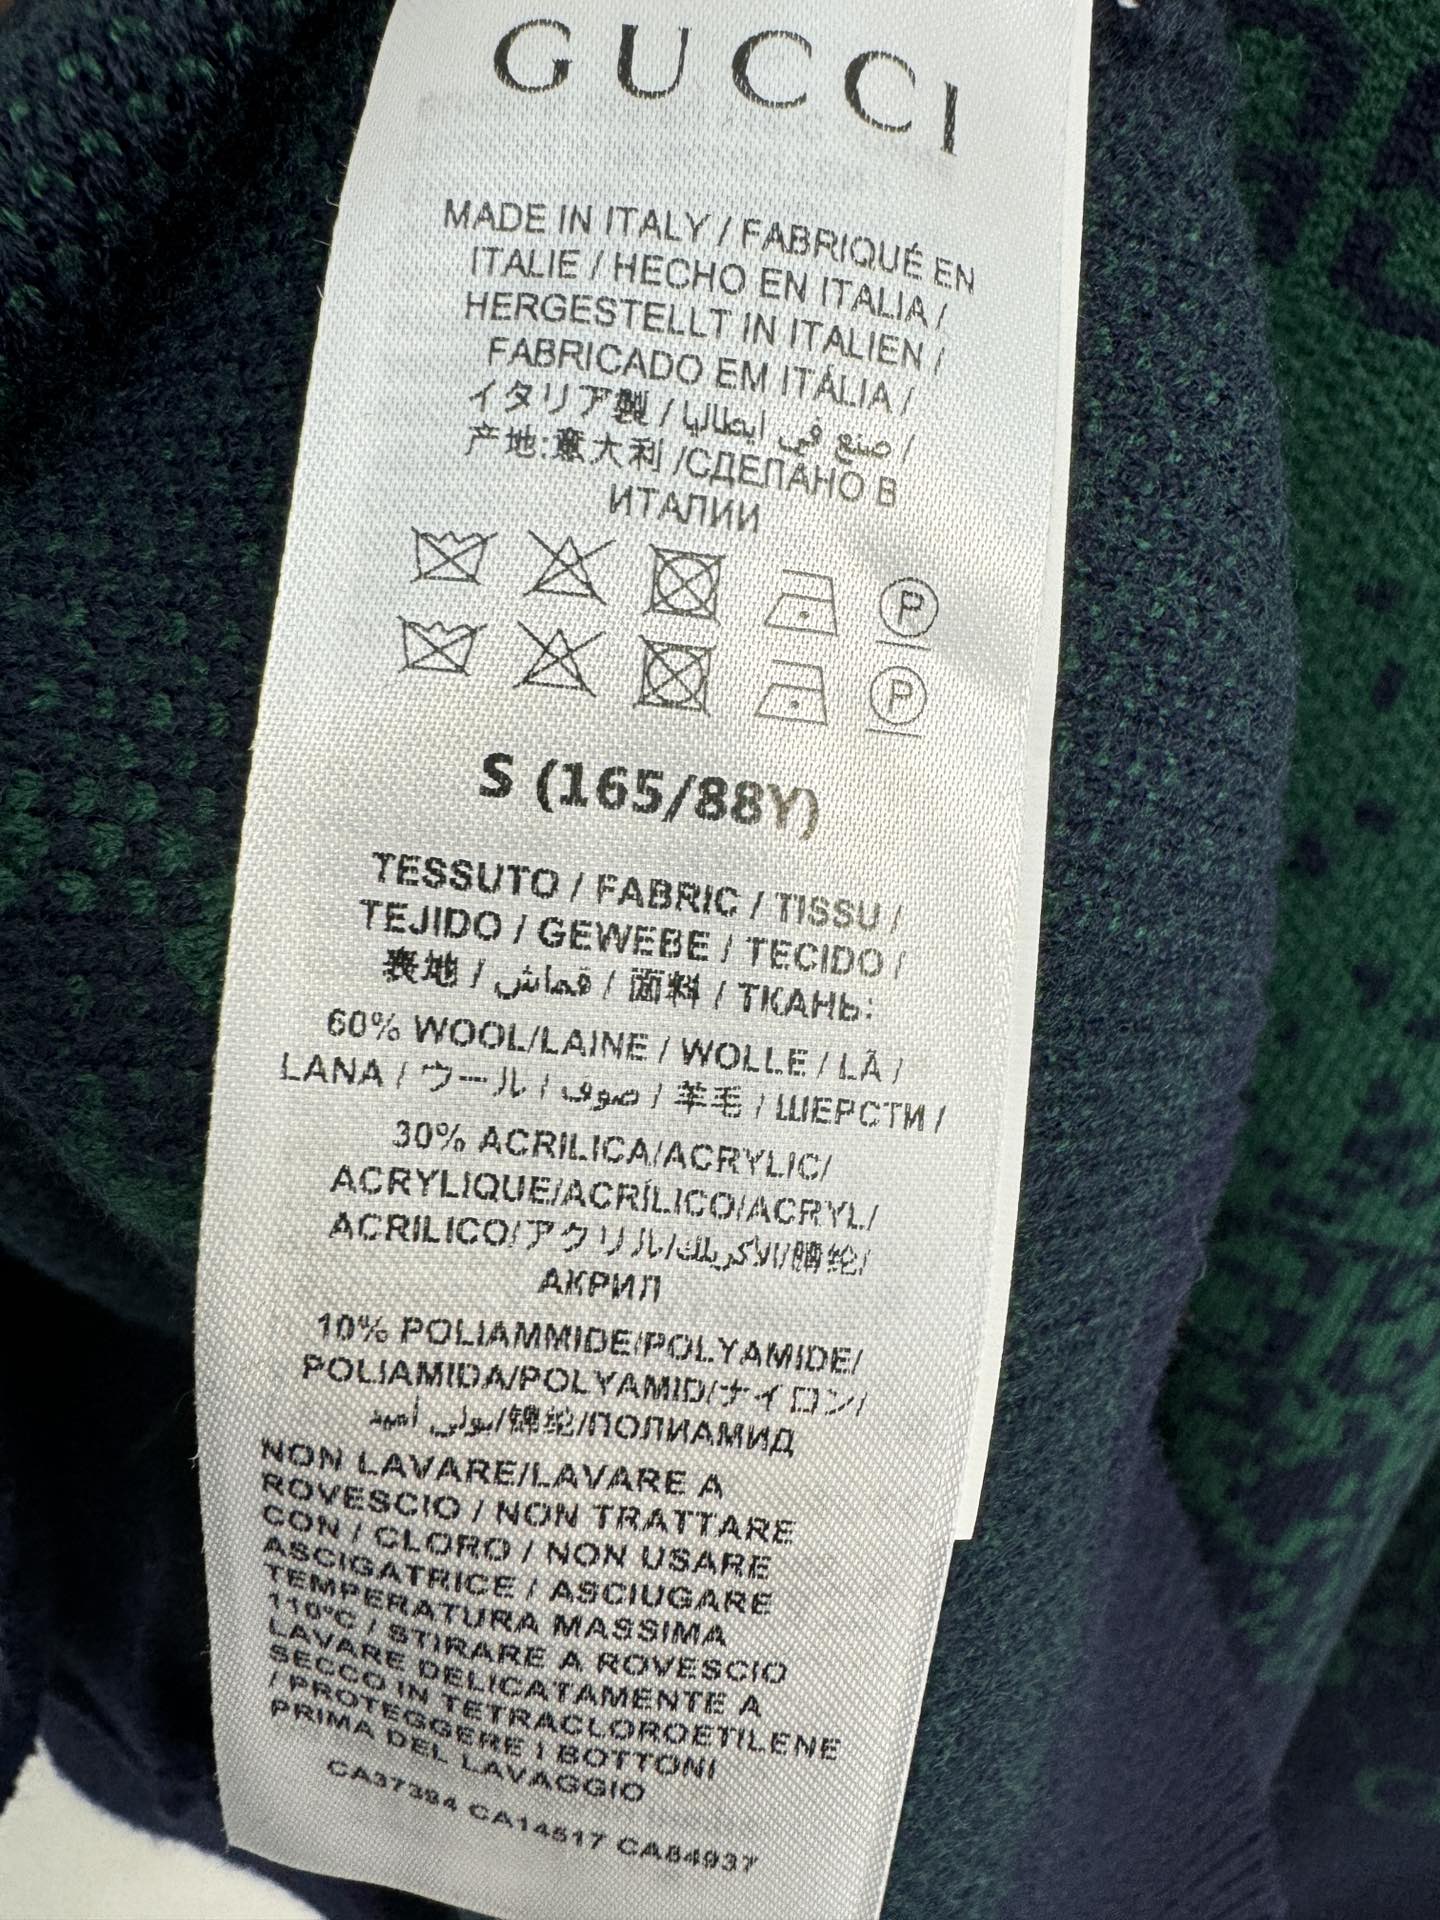 GUCCI
MADE IN ITALY / FABRIQUÉ EN
ITALIE / HECHO EN ITALIA /
HERGESTELLT IN ITALIEN /
FABRICADO EM ITÁLIA /
イタリア製 / صنع في ايطاليا /
产地:意大利 /СДЕЛАНО В
ИТАЛИИ
P
P
S (165/88Y)
TESSUTO / FABRIC / TISSU /
TEJIDO / GEWEBE / TECIDO /
表地 / قماش / 面料 / ТКАНЬ:
60% WOOL/LAINE / WOLLE / LÃ /
LANA / ウール / صوف / 羊毛 / ШЕРСТИ /
30% ACRILICA/ACRYLIC/
ACRYLIQUE/ACRÍLICO/ACRYL/
ACRILICO/アクリル/الأكريلك/腈纶/
АКРИЛ
10% POLIAMMIDE/POLYAMIDE/
POLIAMIDA/POLYAMID/ナイロン/
بولي أميد/锦纶/ПОЛИАМИД
NON LAVARE/LAVARE A
ROVESCIO / NON TRATTARE
CON / CLORO / NON USARE
ASCIGATRICE / ASCIUGARE
TEMPERATURA MASSIMA
110°C / STIRARE A ROVESCIO
LAVARE DELICATAMENTE A
SECCO IN TETRACLOROETILENE
/ PROTEGGERE I BOTTONI
PRIMA DEL LAVAGGIO
CA37394 CA14517 CA84937